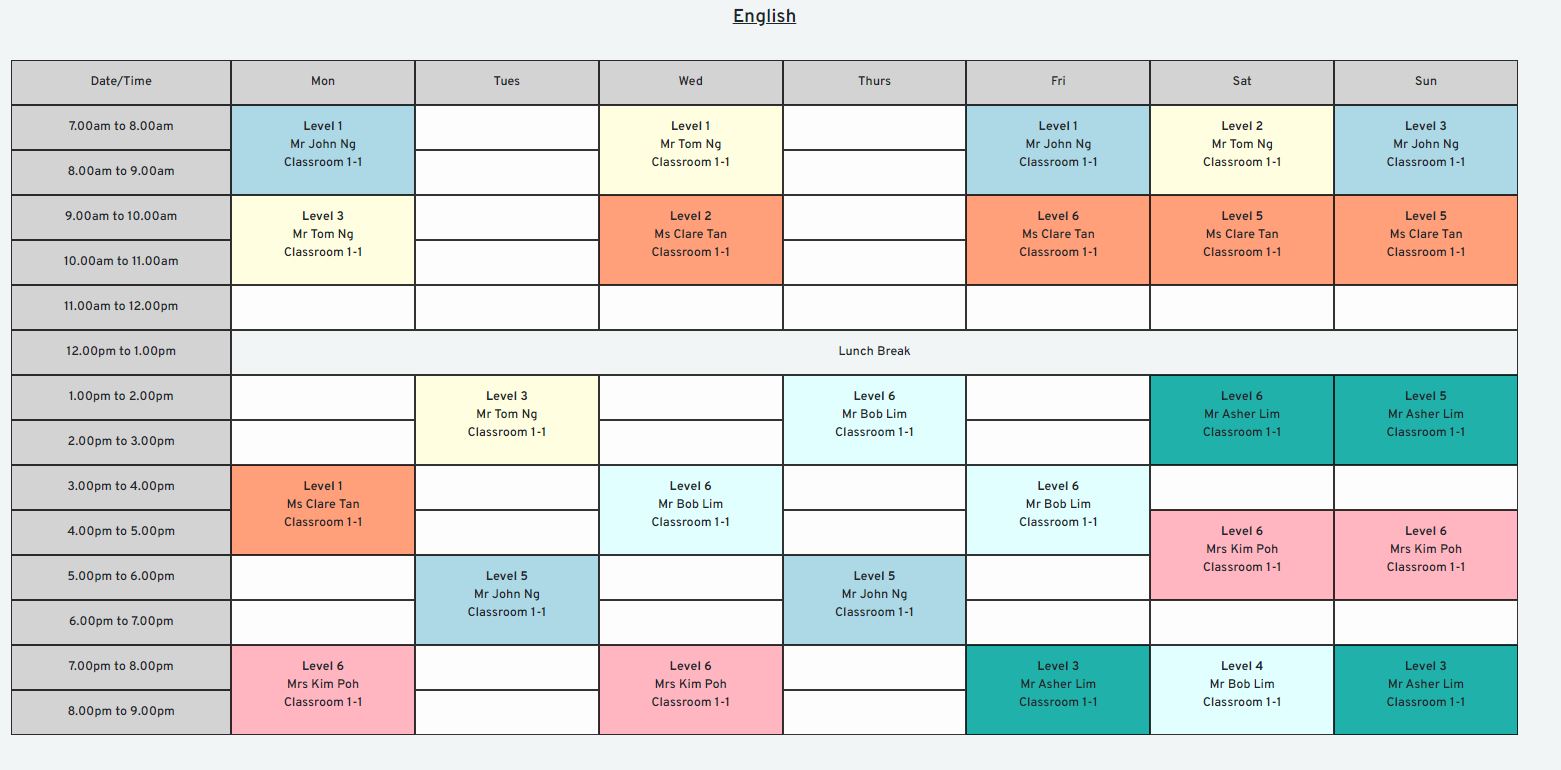 English
Date/Time Mon Tues Wed Thurs Fri Sat Sun
7.00am to 8.00am
8.00am to 9.00am
Level 1
Mr John Ng
Classroom 1-1
Level 1
Mr Tom Ng
Classroom 1-1
Level 1
Mr John Ng
Classroom 1-1
Level 2
Mr Tom Ng
Classroom 1-1
Level 3
Mr John Ng
Classroom 1-1
9.00am to 10.00am
10.00am to 11.00am
Level 3
Mr Tom Ng
Classroom 1-1
Level 2
Ms Clare Tan
Classroom 1-1
Level 6
Ms Clare Tan
Classroom 1-1
Level 5
Ms Clare Tan
Classroom 1-1
Level 5
Ms Clare Tan
Classroom 1-1
11.00am to 12.00pm
12.00pm to 1.00pm
Lunch Break
1.00pm to 2.00pm
2.00pm to 3.00pm
Level 3
Mr Tom Ng
Classroom 1-1
Level 6
Mr Bob Lim
Classroom 1-1
Level 6
Mr Asher Lim
Classroom 1-1
Level 5
Mr Asher Lim
Classroom 1-1
3.00pm to 4.00pm
4.00pm to 5.00pm
Level 1
Ms Clare Tan
Classroom 1-1
Level 6
Mr Bob Lim
Classroom 1-1
Level 6
Mr Bob Lim
Classroom 1-1
Level 6
Mrs Kim Poh
Classroom 1-1
Level 6
Mrs Kim Poh
Classroom 1-1
5.00pm to 6.00pm
6.00pm to 7.00pm
Level 5
Mr John Ng
Classroom 1-1
Level 5
Mr John Ng
Classroom 1-1
7.00pm to 8.00pm
8.00pm to 9.00pm
Level 6
Mrs Kim Poh
Classroom 1-1
Level 6
Mrs Kim Poh
Classroom 1-1
Level 3
Mr Asher Lim
Classroom 1-1
Level 4
Mr Bob Lim
Classroom 1-1
Level 3
Mr Asher Lim
Classroom 1-1